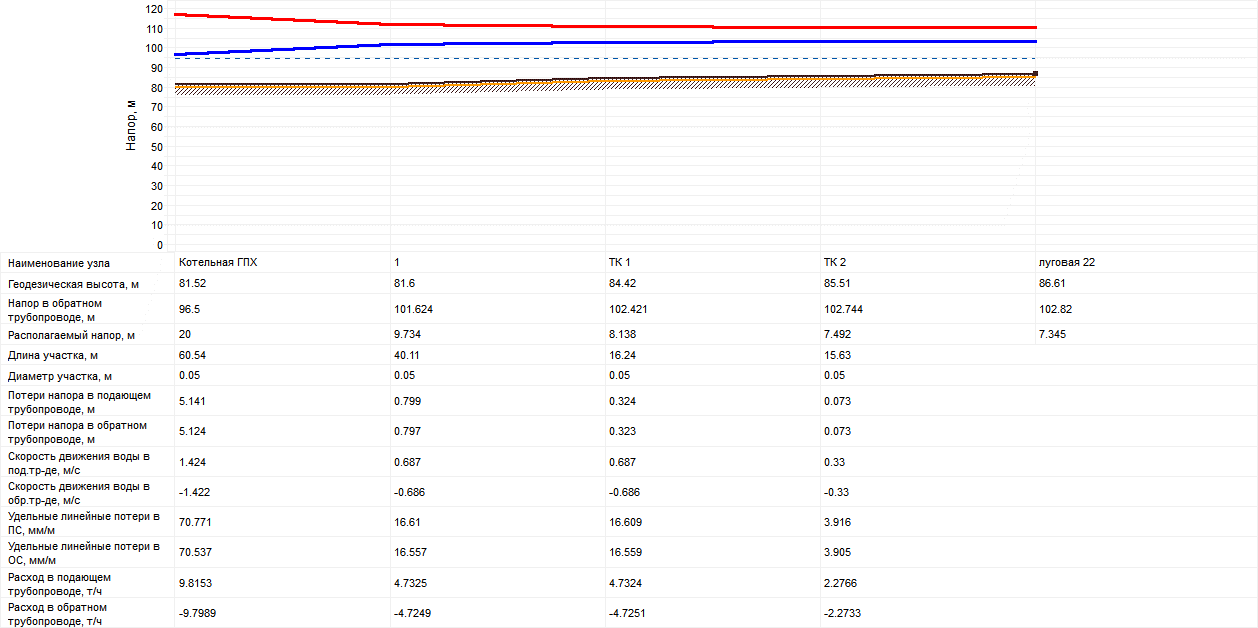 120
110
100
90
80
70
60
50
40
30
20
10
0
Напор, м
Наименование узла Котельная ГПХ 1 ТК 1 ТК 2 луговая 22
Геодезическая высота, м 81.52 81.6 84.42 85.51 86.61
Напор в обратном
трубопроводе, м 96.5 101.624 102.421 102.744 102.82
Располагаемый напор, м 20 9.734 8.138 7.492 7.345
Длина участка, м 60.54 40.11 16.24 15.63
Диаметр участка, м 0.05 0.05 0.05 0.05
Потери напора в подающем
трубопроводе, м 5.141 0.799 0.324 0.073
Потери напора в обратном
трубопроводе, м 5.124 0.797 0.323 0.073
Скорость движения воды в
под.тр-де, м/с 1.424 0.687 0.687 0.33
Скорость движения воды в
обр.тр-де, м/с -1.422 -0.686 -0.686 -0.33
Удельные линейные потери в
ПС, мм/м 70.771 16.61 16.609 3.916
Удельные линейные потери в
ОС, мм/м 70.537 16.557 16.559 3.905
Расход в подающем
трубопроводе, т/ч 9.8153 4.7325 4.7324 2.2766
Расход в обратном
трубопроводе, т/ч -9.7989 -4.7249 -4.7251 -2.2733